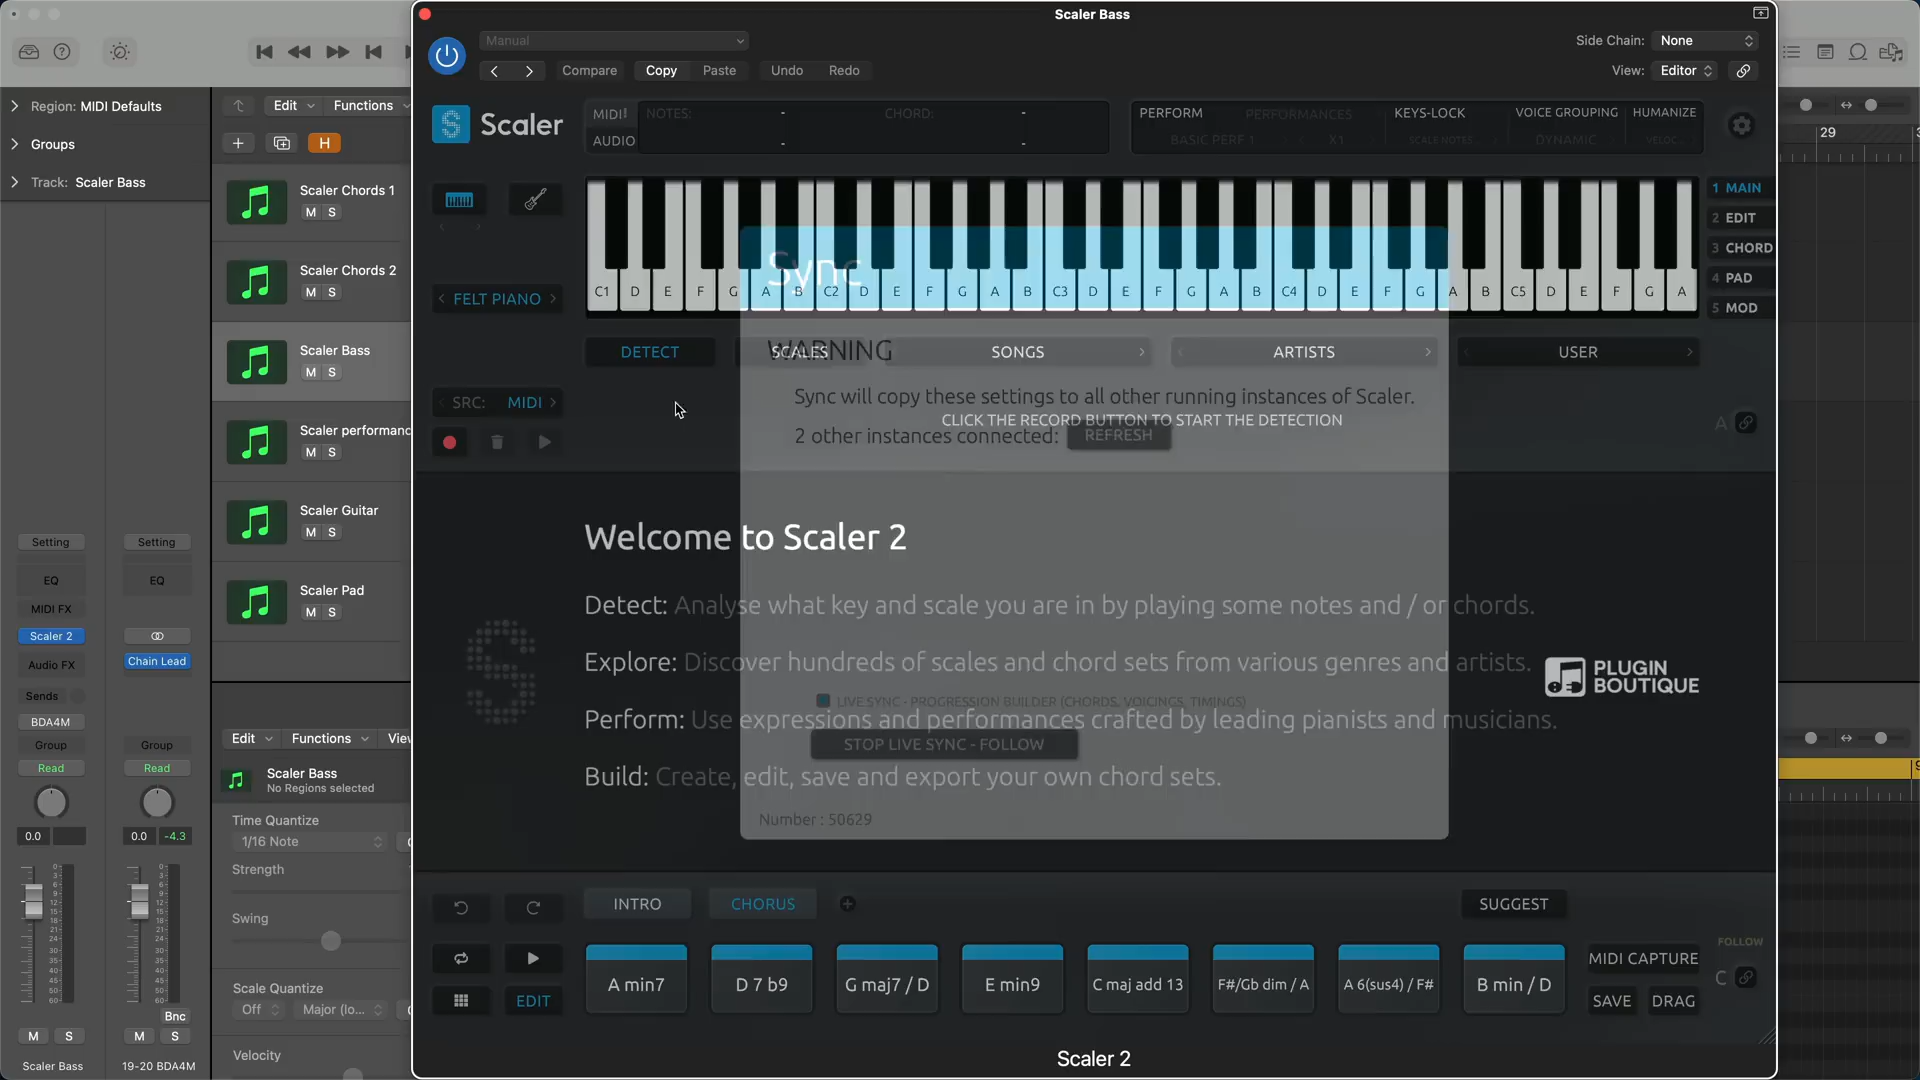 Scaler Bass
Manual
Side Chain: None
Compare
Copy
Paste
Undo
Redo
View: Editor
Region: MIDI Defaults
Groups
Track: Scaler Bass
Edit
Functions
H
Scaler
MIDI
AUDIO
NOTES:
-
CHORD:
-
-
-
PERFORM
PERFORMANCES
KEYS-LOCK
VOICE GROUPING
HUMANIZE
BASIC PERF 1
X1
SCALE NOTES
DYNAMIC
VELOC...
29
Scaler Chords 1
M S
Scaler Chords 2
M S
Scaler Bass
M S
Scaler performanc
M S
Scaler Guitar
M S
Scaler Pad
M S
1 MAIN
2 EDIT
3 CHORD
4 PAD
5 MOD
Sync
C1 D E F G A B C2 D E F G A B C3 D E F G A B C4 D E F G A B C5 D E F G A
FELT PIANO
DETECT
SCALES
SONGS
ARTISTS
USER
WARNING
SRC: MIDI
Sync will copy these settings to all other running instances of Scaler.
CLICK THE RECORD BUTTON TO START THE DETECTION
2 other instances connected: REFRESH
A
Welcome to Scaler 2
Detect: Analyse what key and scale you are in by playing some notes and / or chords.
Explore: Discover hundreds of scales and chord sets from various genres and artists.
PLUGIN
BOUTIQUE
LIVE SYNC - PROGRESSION BUILDER (CHORDS, VOICINGS, TIMINGS)
Perform: Use expressions and performances crafted by leading pianists and musicians.
STOP LIVE SYNC - FOLLOW
Build: Create, edit, save and export your own chord sets.
Number : 50629
Setting
Setting
EQ
EQ
MIDI FX
Scaler 2
Audio FX
Chain Lead
Sends
BDA4M
Group
Group
Read
Read
0.0
0.0 -4.3
Bnc
M S
M S
Scaler Bass
19-20 BDA4M
Edit
Functions
Viev
Scaler Bass
No Regions selected
Time Quantize
1/16 Note
Strength
Swing
Scale Quantize
Off
Major (lo...
Velocity
INTRO
CHORUS
SUGGEST
EDIT
A min7
D 7 b9
G maj7 / D
E min9
C maj add 13
F#/Gb dim / A
A 6(sus4) / F#
B min / D
MIDI CAPTURE
SAVE
DRAG
FOLLOW
C
Scaler 2